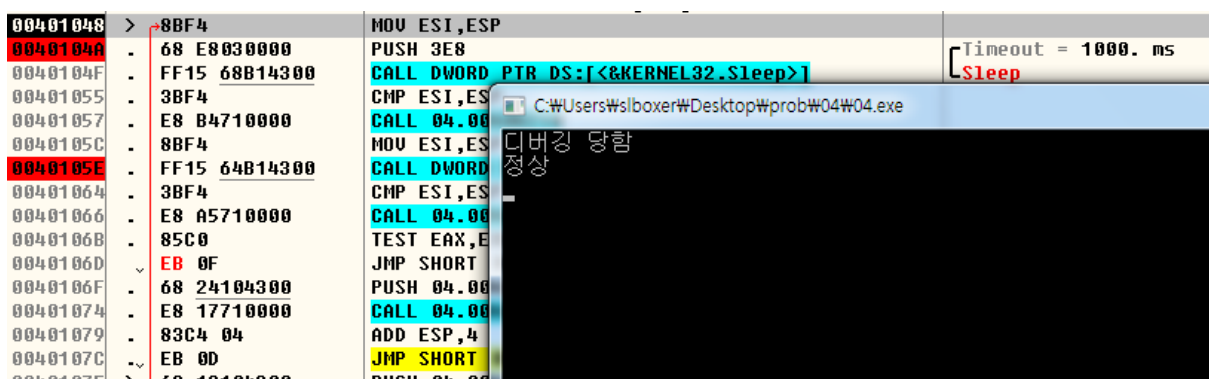 00401048 > 8BF4 MOV ESI,ESP
0040104A . 68 E8030000 PUSH 3E8 Timeout = 1000. ms
0040104F . FF15 68B14300 CALL DWORD PTR DS:[<&KERNEL32.Sleep>] Sleep
00401055 . 3BF4 CMP ESI,ES
00401057 . E8 B4710000 CALL 04.00
0040105C . 8BF4 MOV ESI,ES
0040105E . FF15 64B14300 CALL DWORD
00401064 . 3BF4 CMP ESI,ES
00401066 . E8 A5710000 CALL 04.00
0040106B . 85C0 TEST EAX,E
0040106D . EB 0F JMP SHORT
0040106F . 68 24104300 PUSH 04.00
00401074 . E8 17710000 CALL 04.00
00401079 . 83C4 04 ADD ESP,4
0040107C . EB 0D JMP SHORT
C:₩Users₩slboxer₩Desktop₩prob₩04₩04.exe
디버깅 당함
정상